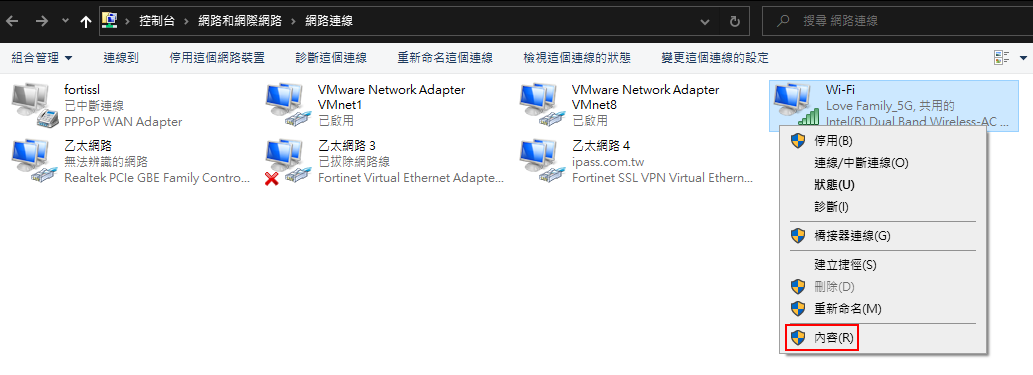 控制台 › 網路和網際網路 › 網路連線
搜尋 網路連線
組合管理 連線到 停用這個網路裝置 診斷這個連線 重新命名這個連線 檢視這個連線的狀態 變更這個連線的設定
fortissl
已中斷連線
PPPoP WAN Adapter
VMware Network Adapter
VMnet1
已啟用
VMware Network Adapter
VMnet8
已啟用
Wi-Fi
Love Family_5G, 共用的
Intel(R) Dual Band Wireless-AC ...
乙太網路
無法辨識的網路
Realtek PCIe GBE Family Contro...
乙太網路 3
已拔除網路線
Fortinet Virtual Ethernet Adapte...
乙太網路 4
ipass.com.tw
Fortinet SSL VPN Virtual Ethern...
停用(B)
連線/中斷連線(O)
狀態(U)
診斷(I)
橋接器連線(G)
建立捷徑(S)
刪除(D)
重新命名(M)
內容(R)